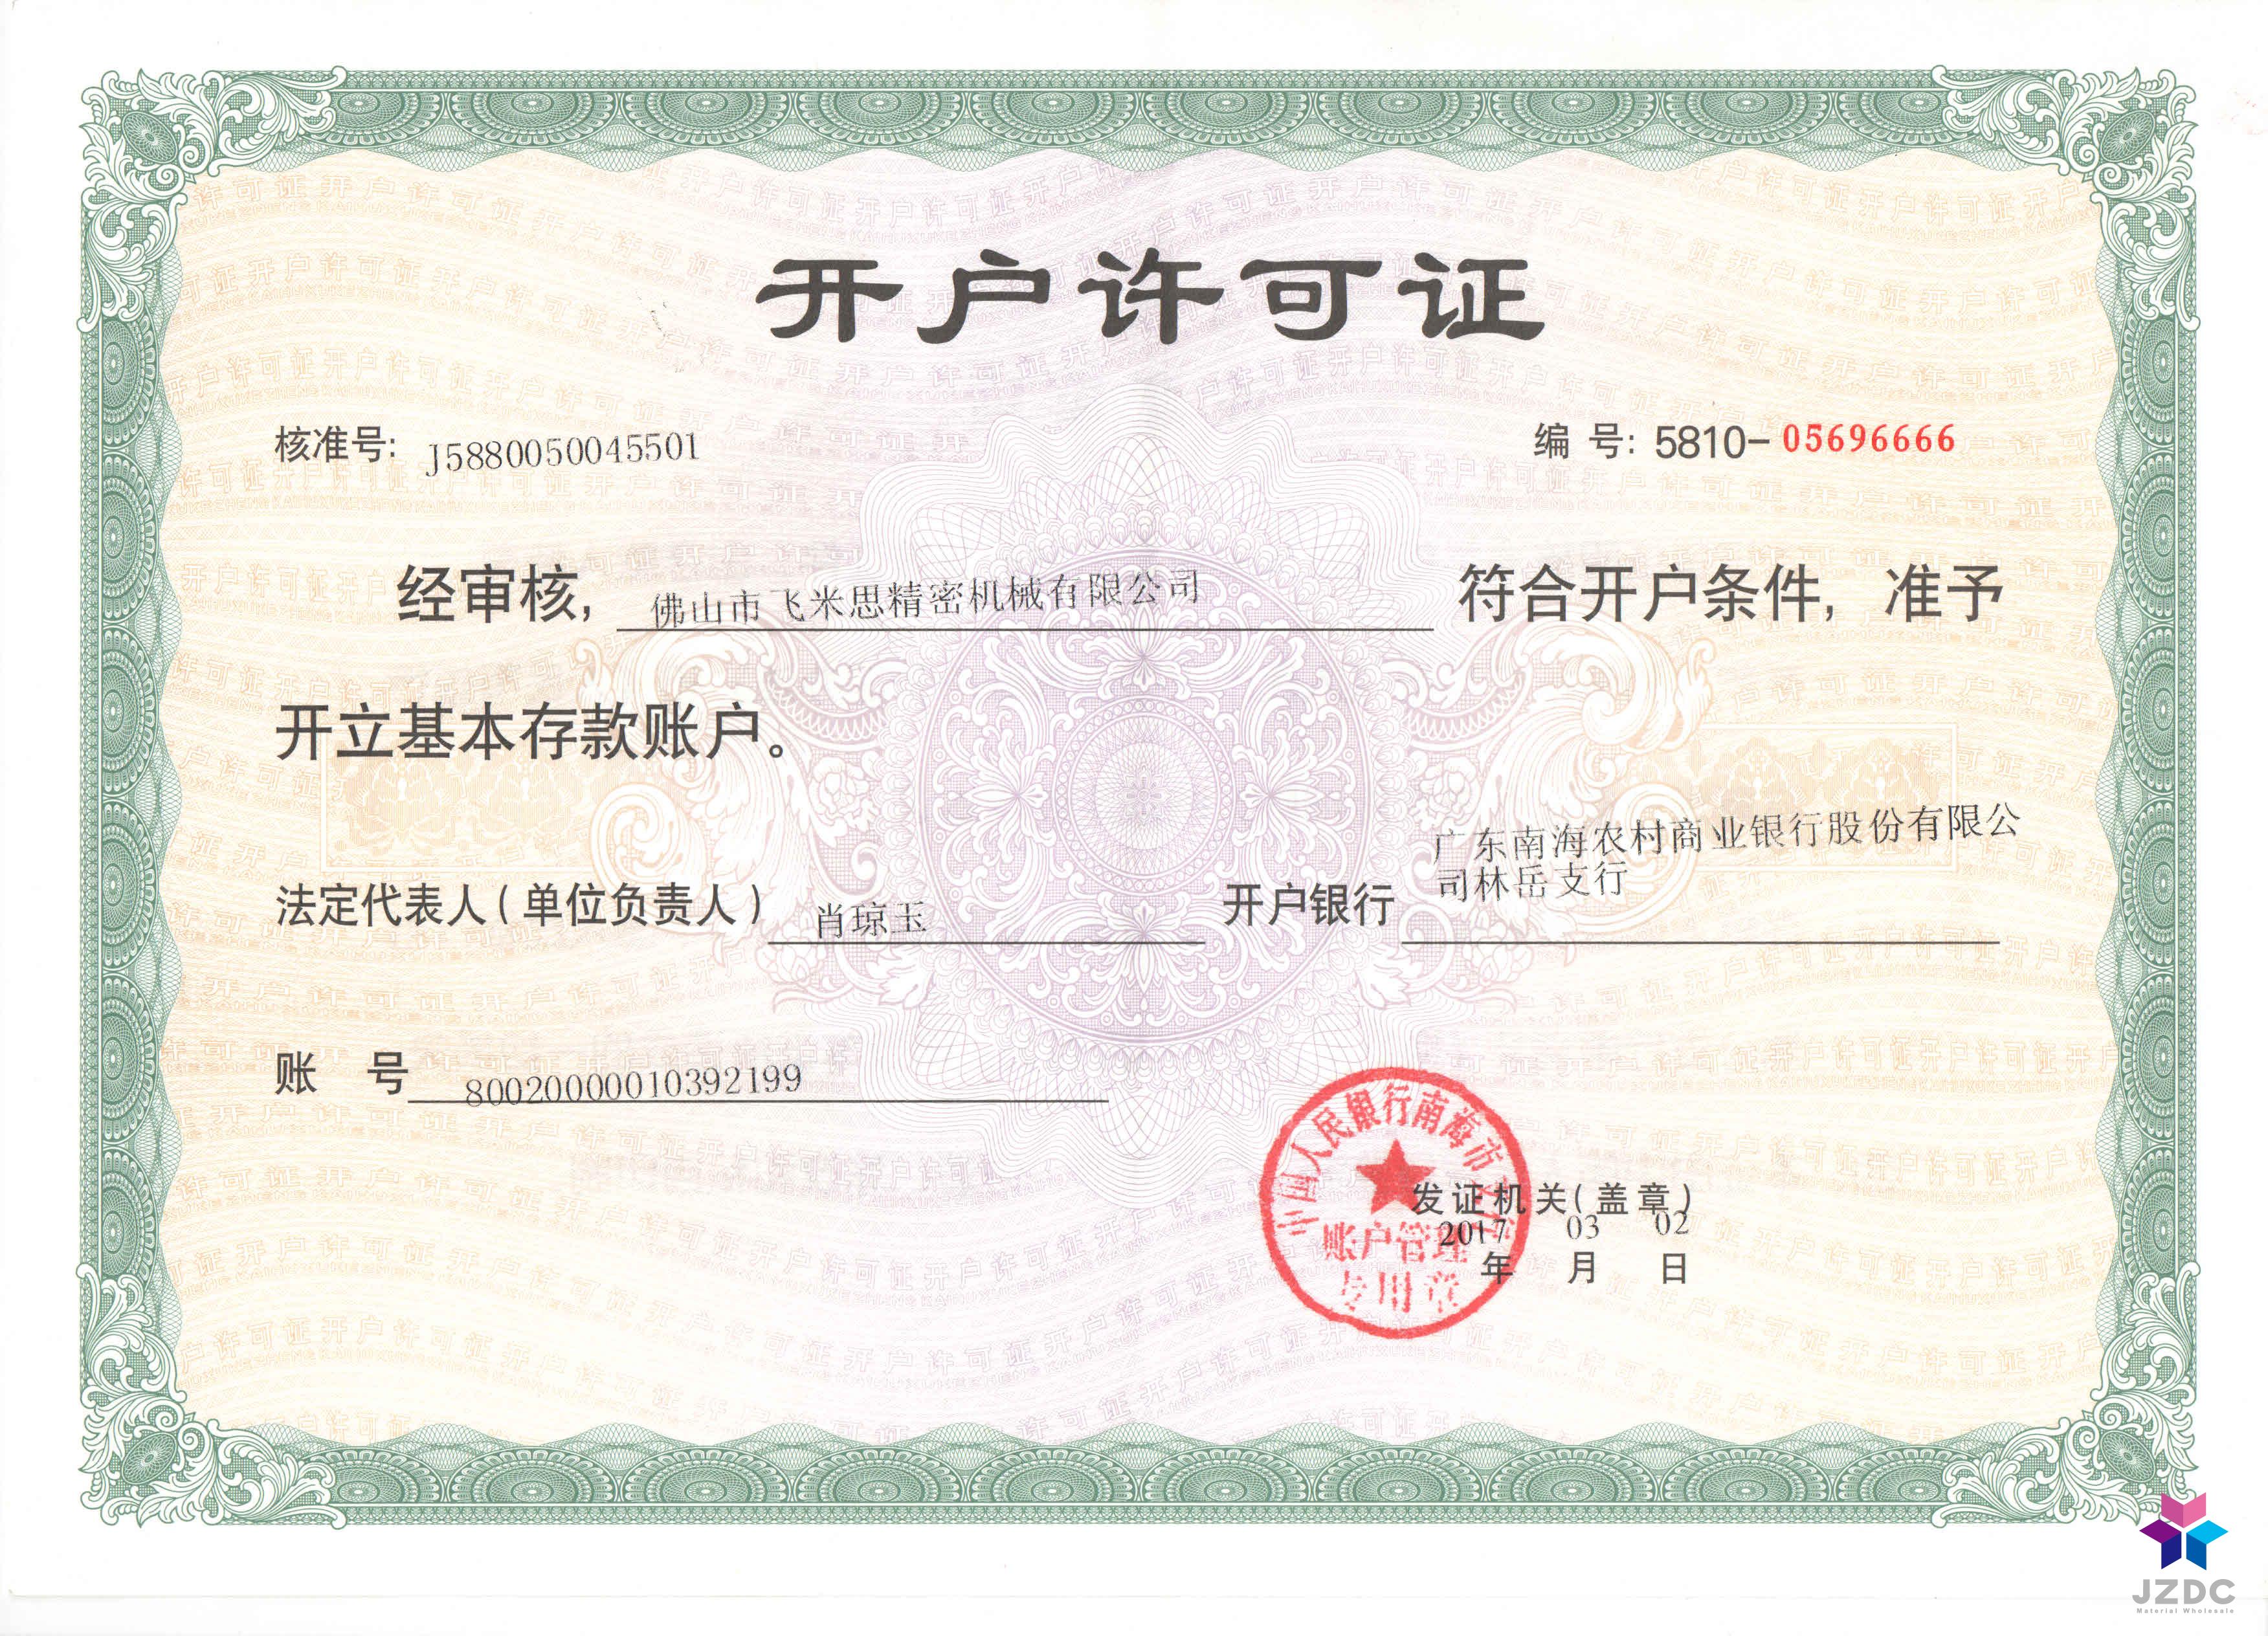 开户许可证
核准号: J5880050045501
编 号: 5810-05696666
经审核, 佛山市飞米思精密机械有限公司 符合开户条件, 准予
开立基本存款账户。
法定代表人(单位负责人) 肖琼玉 开户银行 广东南海农村商业银行股份有限公
司林岳支行
账 号 80020000010392199
中国人民银行南海市支行
账户管理
专用章
发证机关(盖章)
2017 03 02
年 月 日
JZDC
Material Wholesale